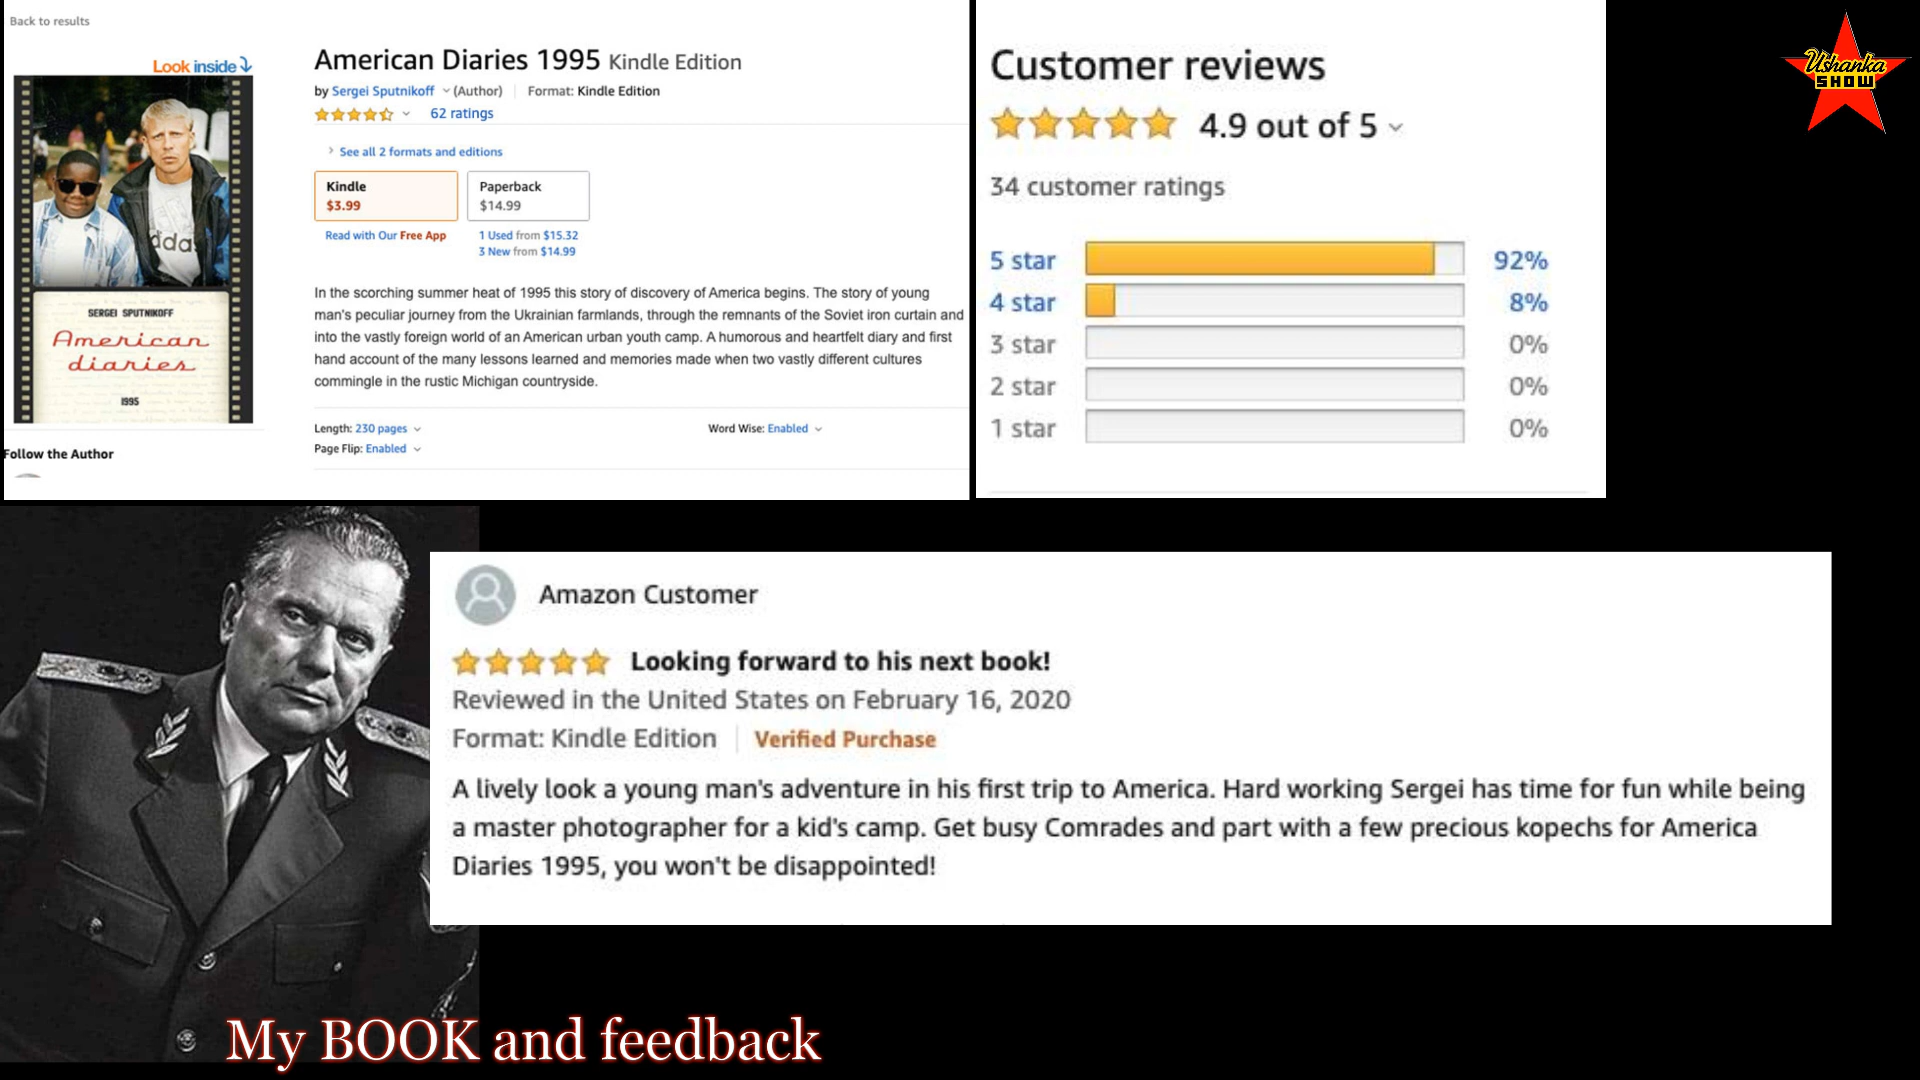 Back to results
Look inside
American Diaries 1995 Kindle Edition
by Sergei Sputnikoff (Author) Format: Kindle Edition
62 ratings
See all 2 formats and editions
Kindle
$3.99
Paperback
$14.99
Read with Our Free App
1 Used from $15.32
3 New from $14.99
In the scorching summer heat of 1995 this story of discovery of America begins. The story of young
man's peculiar journey from the Ukrainian farmlands, through the remnants of the Soviet iron curtain and
into the vastly foreign world of an American urban youth camp. A humorous and heartfelt diary and first
hand account of the many lessons learned and memories made when two vastly different cultures
commingle in the rustic Michigan countryside.
Length: 230 pages
Word Wise: Enabled
Page Flip: Enabled
adidas
SERGEI SPUTNIKOFF
American
diaries
1995
Follow the Author
Customer reviews
4.9 out of 5
34 customer ratings
5 star 92%
4 star 8%
3 star 0%
2 star 0%
1 star 0%
Ushanka
SHOW
Amazon Customer
Looking forward to his next book!
Reviewed in the United States on February 16, 2020
Format: Kindle Edition Verified Purchase
A lively look a young man's adventure in his first trip to America. Hard working Sergei has time for fun while being
a master photographer for a kid's camp. Get busy Comrades and part with a few precious kopechs for America
Diaries 1995, you won't be disappointed!
My BOOK and feedback